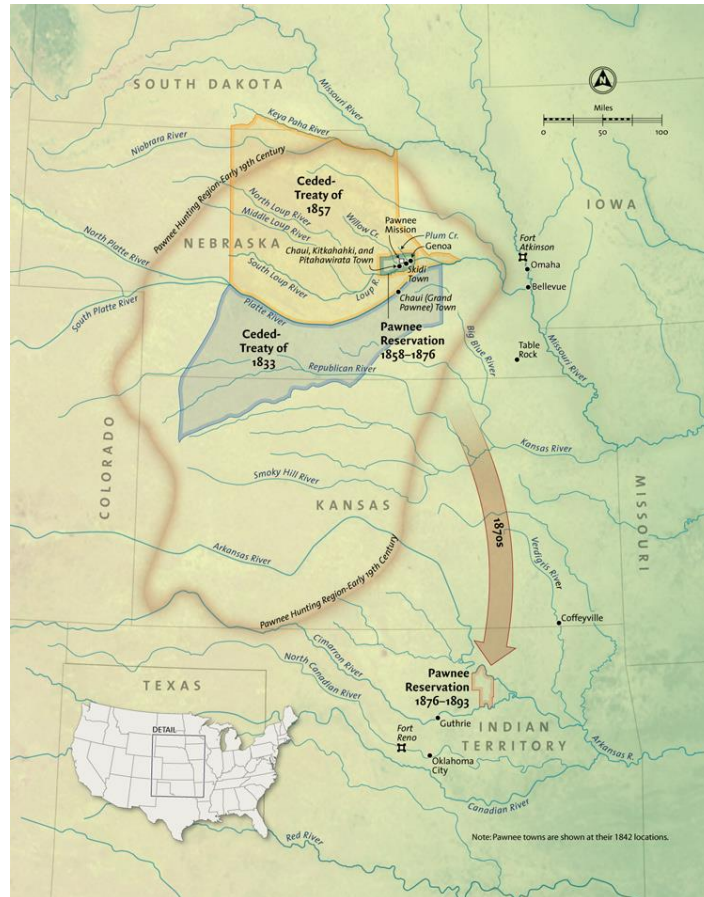 SOUTH DAKOTA
Missouri River
Keya Paha River
Niobrara River
Miles
0 50 100
N
Pawnee Hunting Region-Early 19th Century
Ceded-
Treaty of
1857
IOWA
North Loup River
Middle Loup River
Willow Cr.
Pawnee
Mission
Plum Cr.
Genoa
Fort
Atkinson
Omaha
Bellevue
North Platte River
NEBRASKA
Chaui, Kitkahahki, and
Pitahawirata Town
Skidi
Town
South Loup River
Loup R.
Chaui (Grand
Pawnee) Town
South Platte River
Platte River
Ceded-
Treaty of
1833
Pawnee
Reservation
1858–1876
Big Blue River
Table
Rock
Missouri River
Republican River
COLORADO
Kansas River
Smoky Hill River
KANSAS
MISSOURI
1870s
Arkansas River
Verdigris River
Pawnee Hunting Region-Early 19th Century
Coffeyville
Cimarron River
North Canadian River
TEXAS
Pawnee
Reservation
1876–1893
DETAIL
Guthrie
INDIAN
TERRITORY
Fort
Reno
Oklahoma
City
Arkansas R.
Canadian River
Red River
Note: Pawnee towns are shown at their 1842 locations.